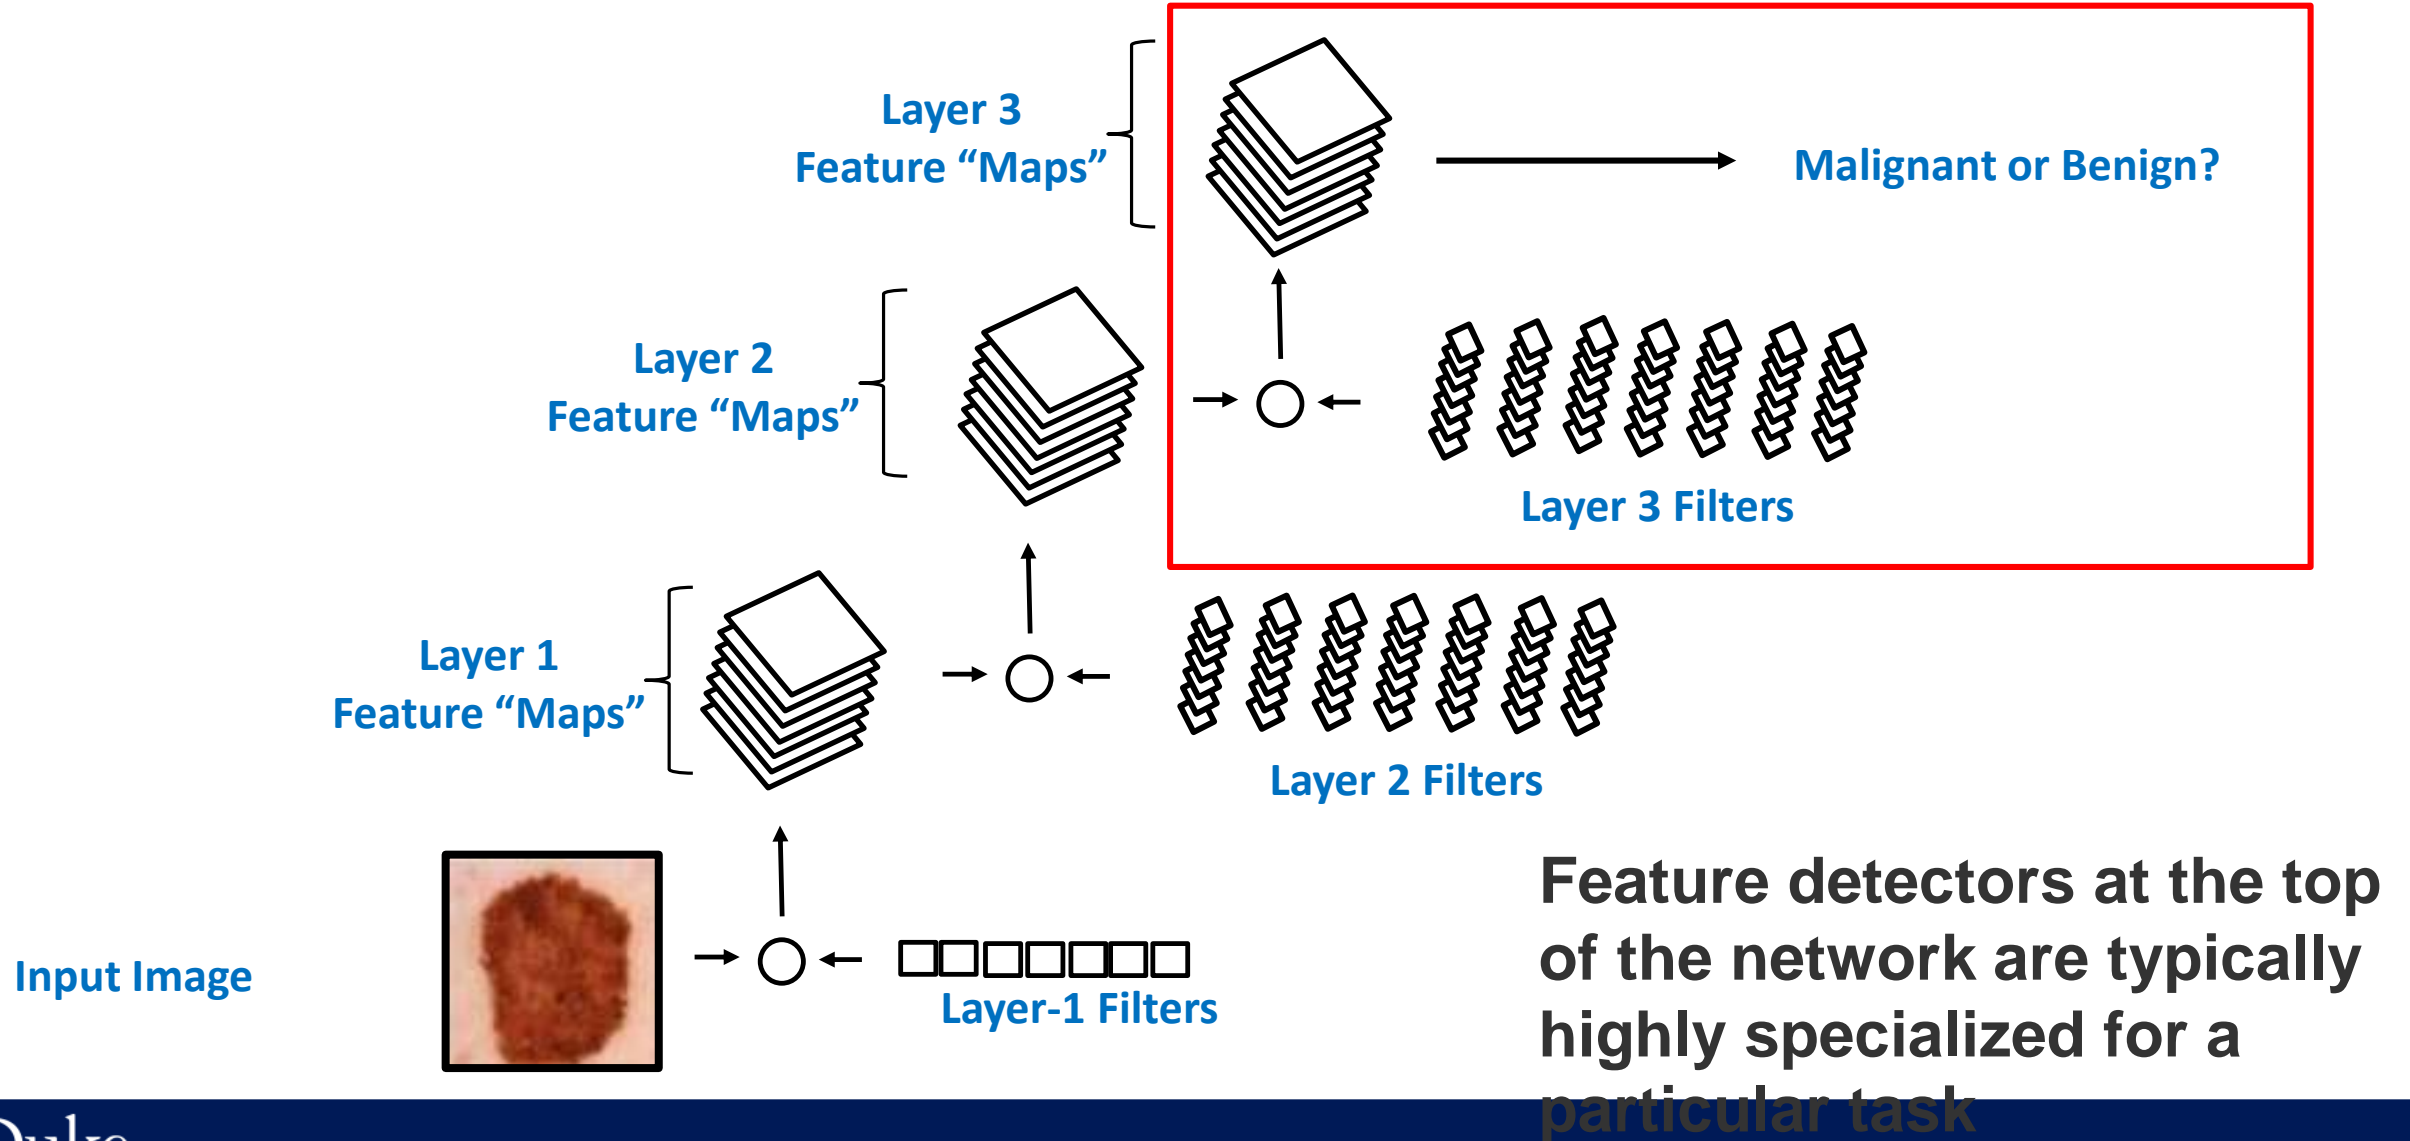 Layer 3
Feature “Maps”
Malignant or Benign?
Layer 2
Feature “Maps”
Layer 3 Filters
Layer 1
Feature “Maps”
Layer 2 Filters
Input Image
Layer-1 Filters
Feature detectors at the top
of the network are typically
highly specialized for a
particular task
Duke